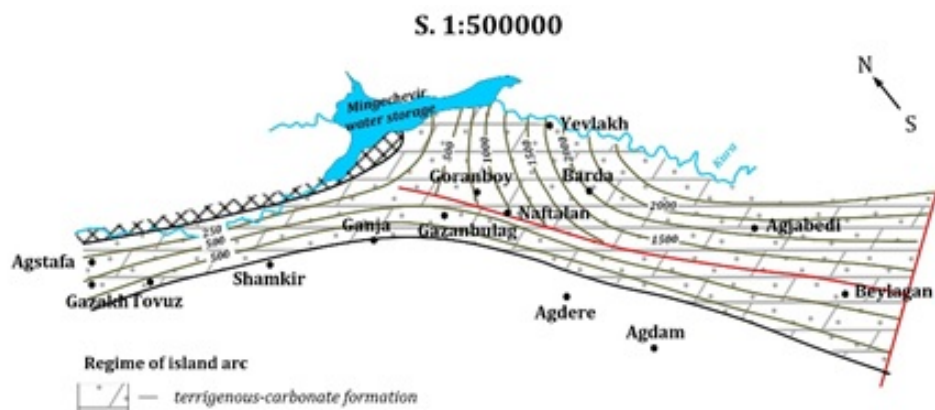 S. 1:500000
N
S
Mingechevir
water storage
Yevlakh
Kura
500
1000
1500
2000
Goranboy
Barda
2000
Naftalan
250
500
500
Ganja
Gazanbulag
1500
Agjabedi
Agstafa
Gazakh
Tovuz
Shamkir
Beylagan
Agdere
Agdam
Regime of island arc
— terrigenous-carbonate formation